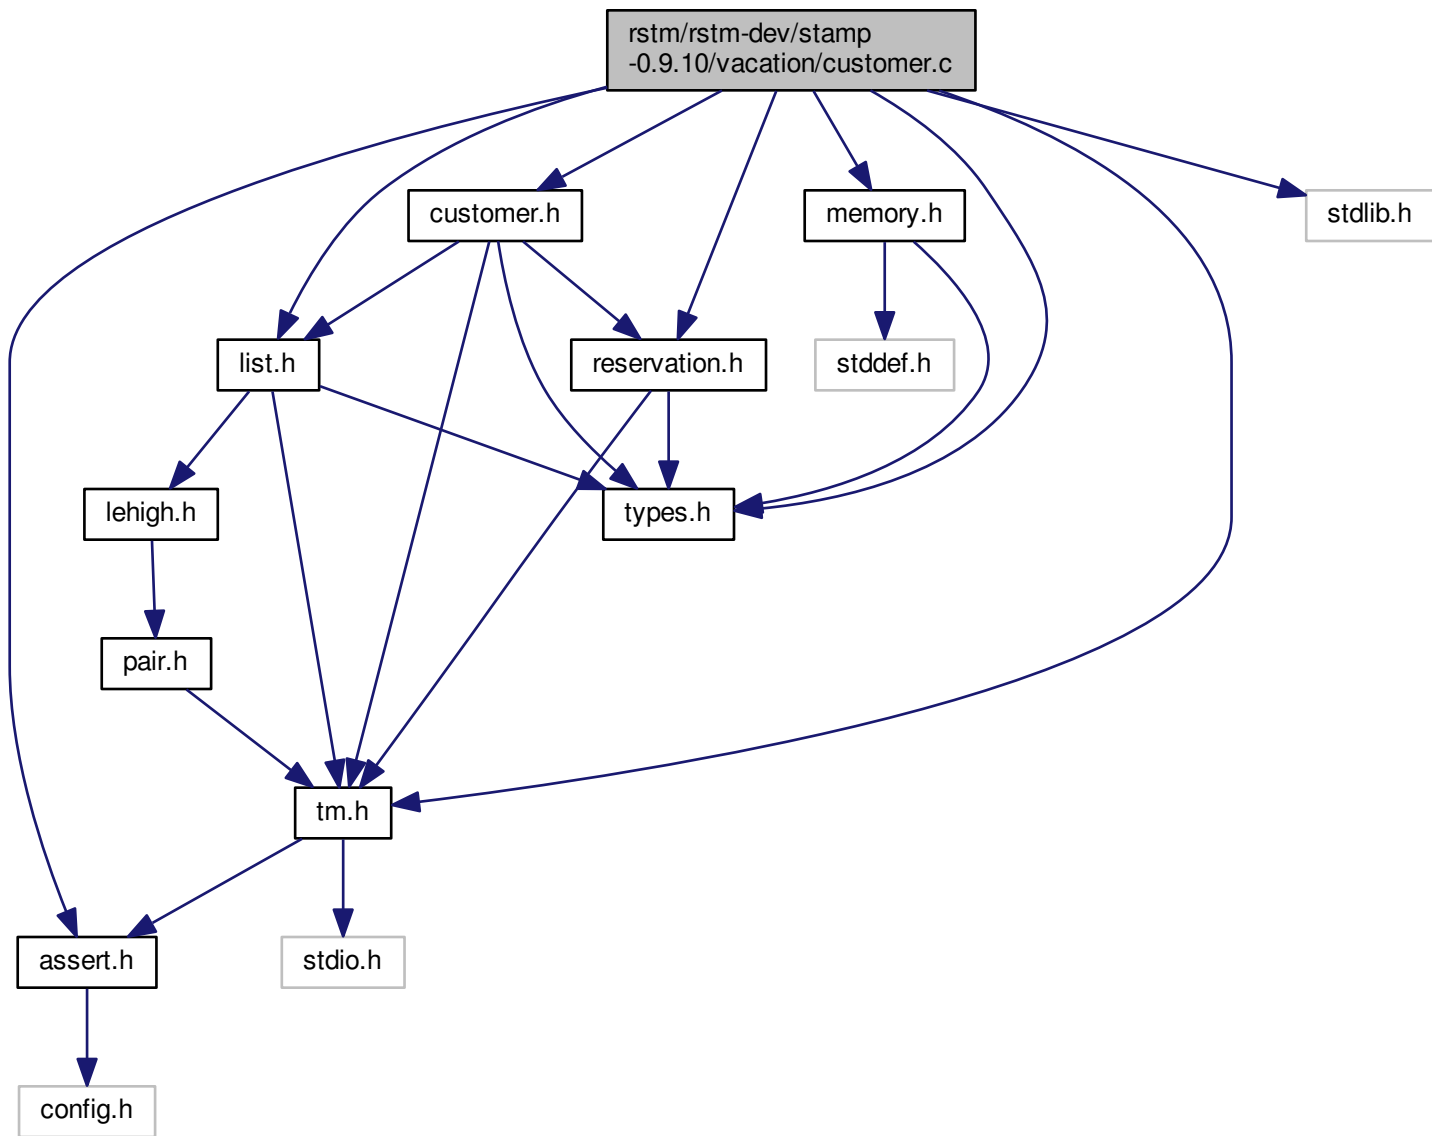 rstm/rstm-dev/stamp
-0.9.10/vacation/customer.c
customer.h
memory.h
stdlib.h
list.h
reservation.h
stddef.h
lehigh.h
types.h
pair.h
tm.h
assert.h
stdio.h
config.h